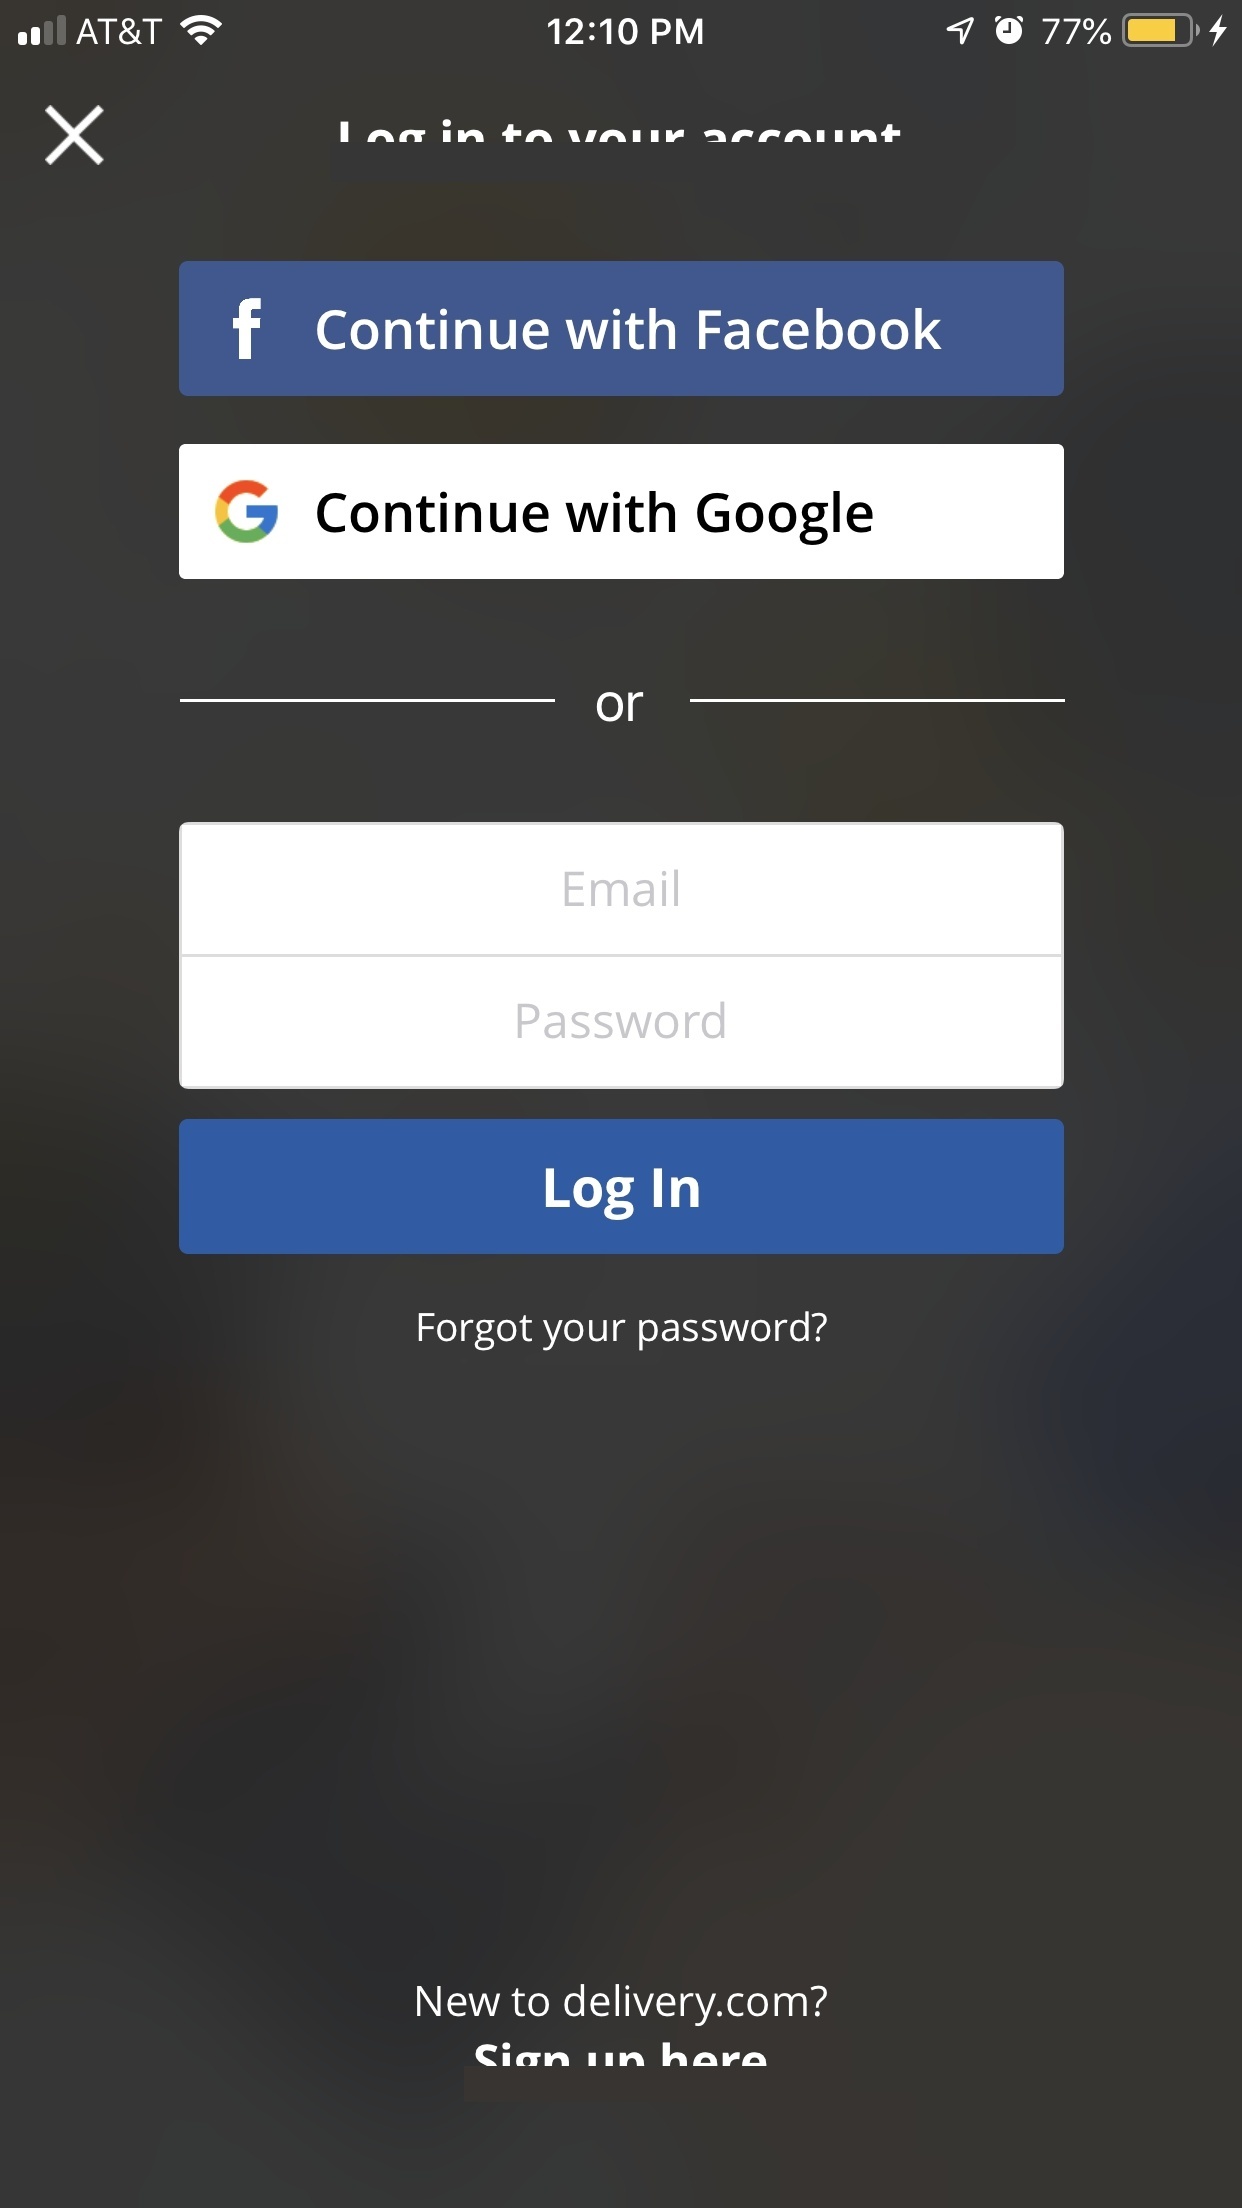 AT&T 12:10 PM 77%
Log in to your account
f Continue with Facebook
G Continue with Google
or
Email
Password
Log In
Forgot your password?
New to delivery.com?
Sign up here